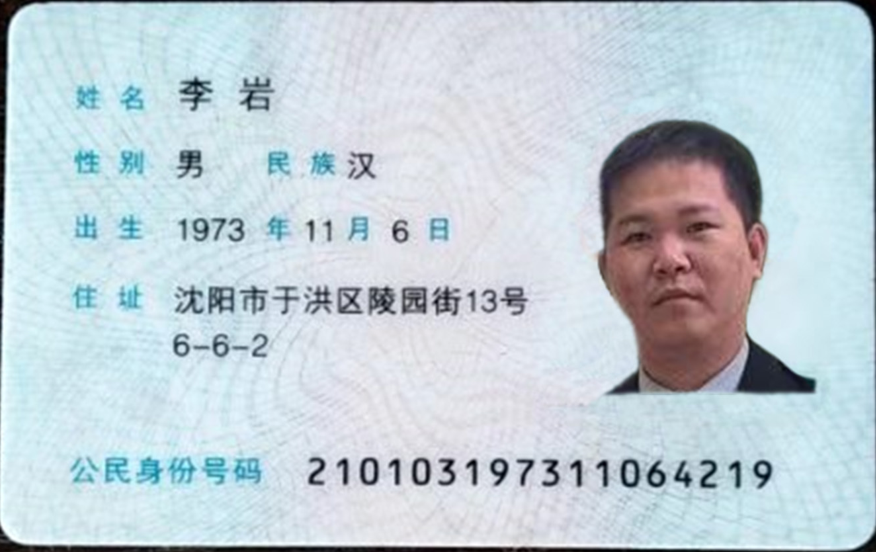 姓名 李岩
性别 男 民族 汉
出生 1973 年 11 月 6 日
住址 沈阳市于洪区陵园街13号
6-6-2
公民身份号码 210103197311064219